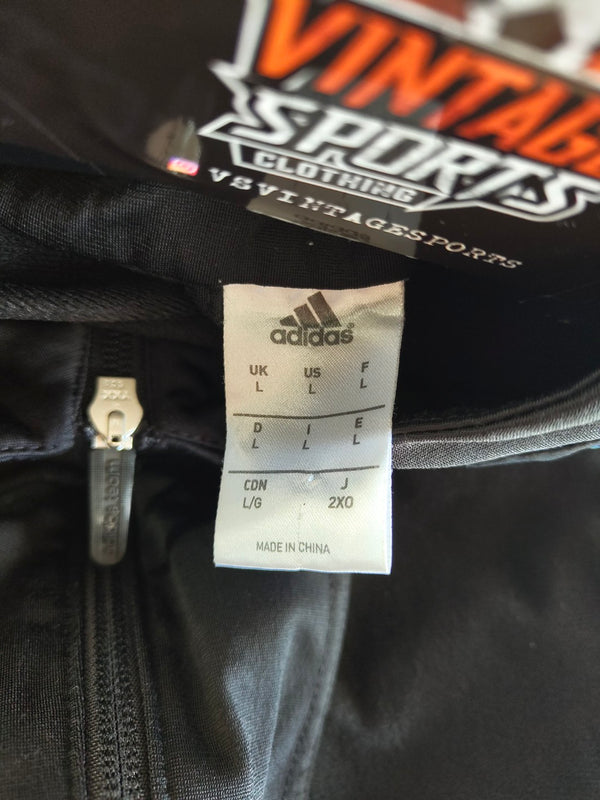 VINTAGE
SPORTS
CLOTHING
VSVINTAGESPORTS
adidas
UK US F
L L L
D I E
L L L
CDN J
L/G 2XO
MADE IN CHINA